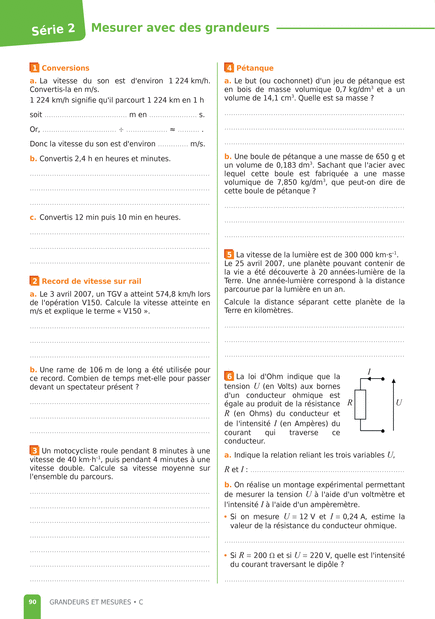 Série 2
Mesurer avec des grandeurs
1 Conversions
a. La vitesse du son est d'environ 1 224 km/h.
Convertis-la en m/s.
1 224 km/h signifie qu'il parcourt 1 224 km en 1 h
soit ........................... m en ................ s.
Or, ........................... ÷ ............... ≈ ......... .
Donc la vitesse du son est d'environ ............ m/s.
b. Convertis 2,4 h en heures et minutes.
c. Convertis 12 min puis 10 min en heures.
2 Record de vitesse sur rail
a. Le 3 avril 2007, un TGV a atteint 574,8 km/h lors
de l'opération V150. Calcule la vitesse atteinte en
m/s et explique le terme « V150 ».
b. Une rame de 106 m de long a été utilisée pour
ce record. Combien de temps met-elle pour passer
devant un spectateur présent ?
3 Un motocycliste roule pendant 8 minutes à une
vitesse de 40 km·h⁻¹, puis pendant 4 minutes à une
vitesse double. Calcule sa vitesse moyenne sur
l'ensemble du parcours.
4 Pétanque
a. Le but (ou cochonnet) d'un jeu de pétanque est
en bois de masse volumique 0,7 kg/dm³ et a un
volume de 14,1 cm³. Quelle est sa masse ?
b. Une boule de pétanque a une masse de 650 g et
un volume de 0,183 dm³. Sachant que l'acier avec
lequel cette boule est fabriquée a une masse
volumique de 7,850 kg/dm³, que peut-on dire de
cette boule de pétanque ?
5 La vitesse de la lumière est de 300 000 km·s⁻¹.
Le 25 avril 2007, une planète pouvant contenir de
la vie a été découverte à 20 années-lumière de la
Terre. Une année-lumière correspond à la distance
parcourue par la lumière en un an.
Calcule la distance séparant cette planète de la
Terre en kilomètres.
6 La loi d'Ohm indique que la
tension U (en Volts) aux bornes
d'un conducteur ohmique est
égale au produit de la résistance
R (en Ohms) du conducteur et
de l'intensité I (en Ampères) du
courant qui traverse ce
conducteur.
I
R
U
a. Indique la relation reliant les trois variables U,
R et I : ..................................................
b. On réalise un montage expérimental permettant
de mesurer la tension U à l'aide d'un voltmètre et
l'intensité I à l'aide d'un ampèremètre.
• Si on mesure U = 12 V et I = 0,24 A, estime la
valeur de la résistance du conducteur ohmique.
• Si R = 200 Ω et si U = 220 V, quelle est l'intensité
du courant traversant le dipôle ?
90 GRANDEURS ET MESURES • C